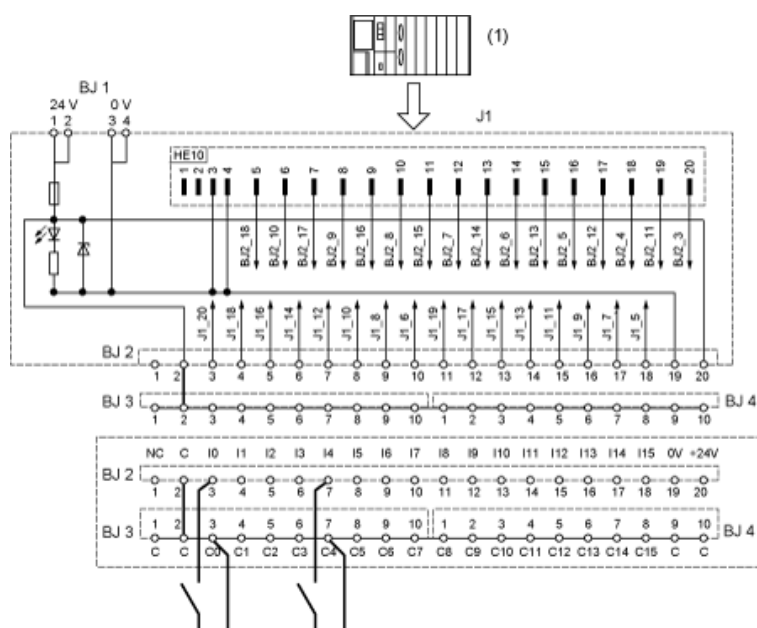 (1)
BJ 1
24 V 0 V
1 2 3 4
J1
HE10
1 2 3 4 5 6 7 8 9 10 11 12 13 14 15 16 17 18 19 20
BJ2_18 BJ2_10 BJ2_17 BJ2_9 BJ2_16 BJ2_8 BJ2_15 BJ2_7 BJ2_14 BJ2_6 BJ2_13 BJ2_5 BJ2_12 BJ2_4 BJ2_11 BJ2_3
J1_20 J1_18 J1_16 J1_14 J1_12 J1_10 J1_8 J1_6 J1_19 J1_17 J1_15 J1_13 J1_11 J1_9 J1_7 J1_5
BJ 2
1 2 3 4 5 6 7 8 9 10 11 12 13 14 15 16 17 18 19 20
BJ 3 BJ 4
1 2 3 4 5 6 7 8 9 10 1 2 3 4 5 6 7 8 9 10
NC C I0 I1 I2 I3 I4 I5 I6 I7 I8 I9 I10 I11 I12 I13 I14 I15 0V +24V
BJ 2
1 2 3 4 5 6 7 8 9 10 11 12 13 14 15 16 17 18 19 20
BJ 3 1 2 3 4 5 6 7 8 9 10 1 2 3 4 5 6 7 8 9 10 BJ 4
C C C0 C1 C2 C3 C4 C5 C6 C7 C8 C9 C10 C11 C12 C13 C14 C15 C C